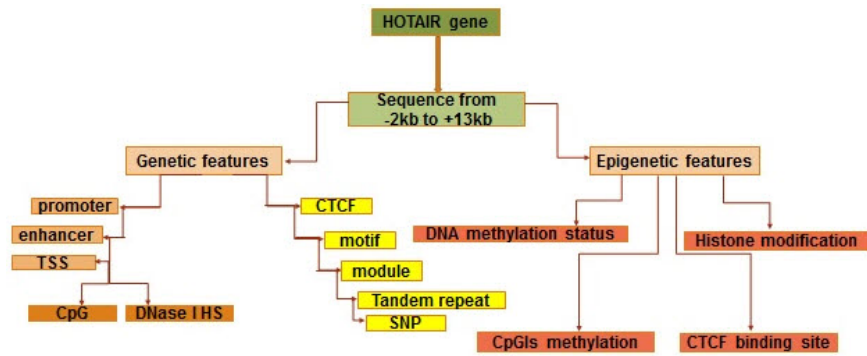 HOTAIR gene
Sequence from
-2kb to +13kb
Genetic features
Epigenetic features
promoter
enhancer
TSS
CpG
DNase I HS
CTCF
motif
module
Tandem repeat
SNP
DNA methylation status
Histone modification
CpGIs methylation
CTCF binding site